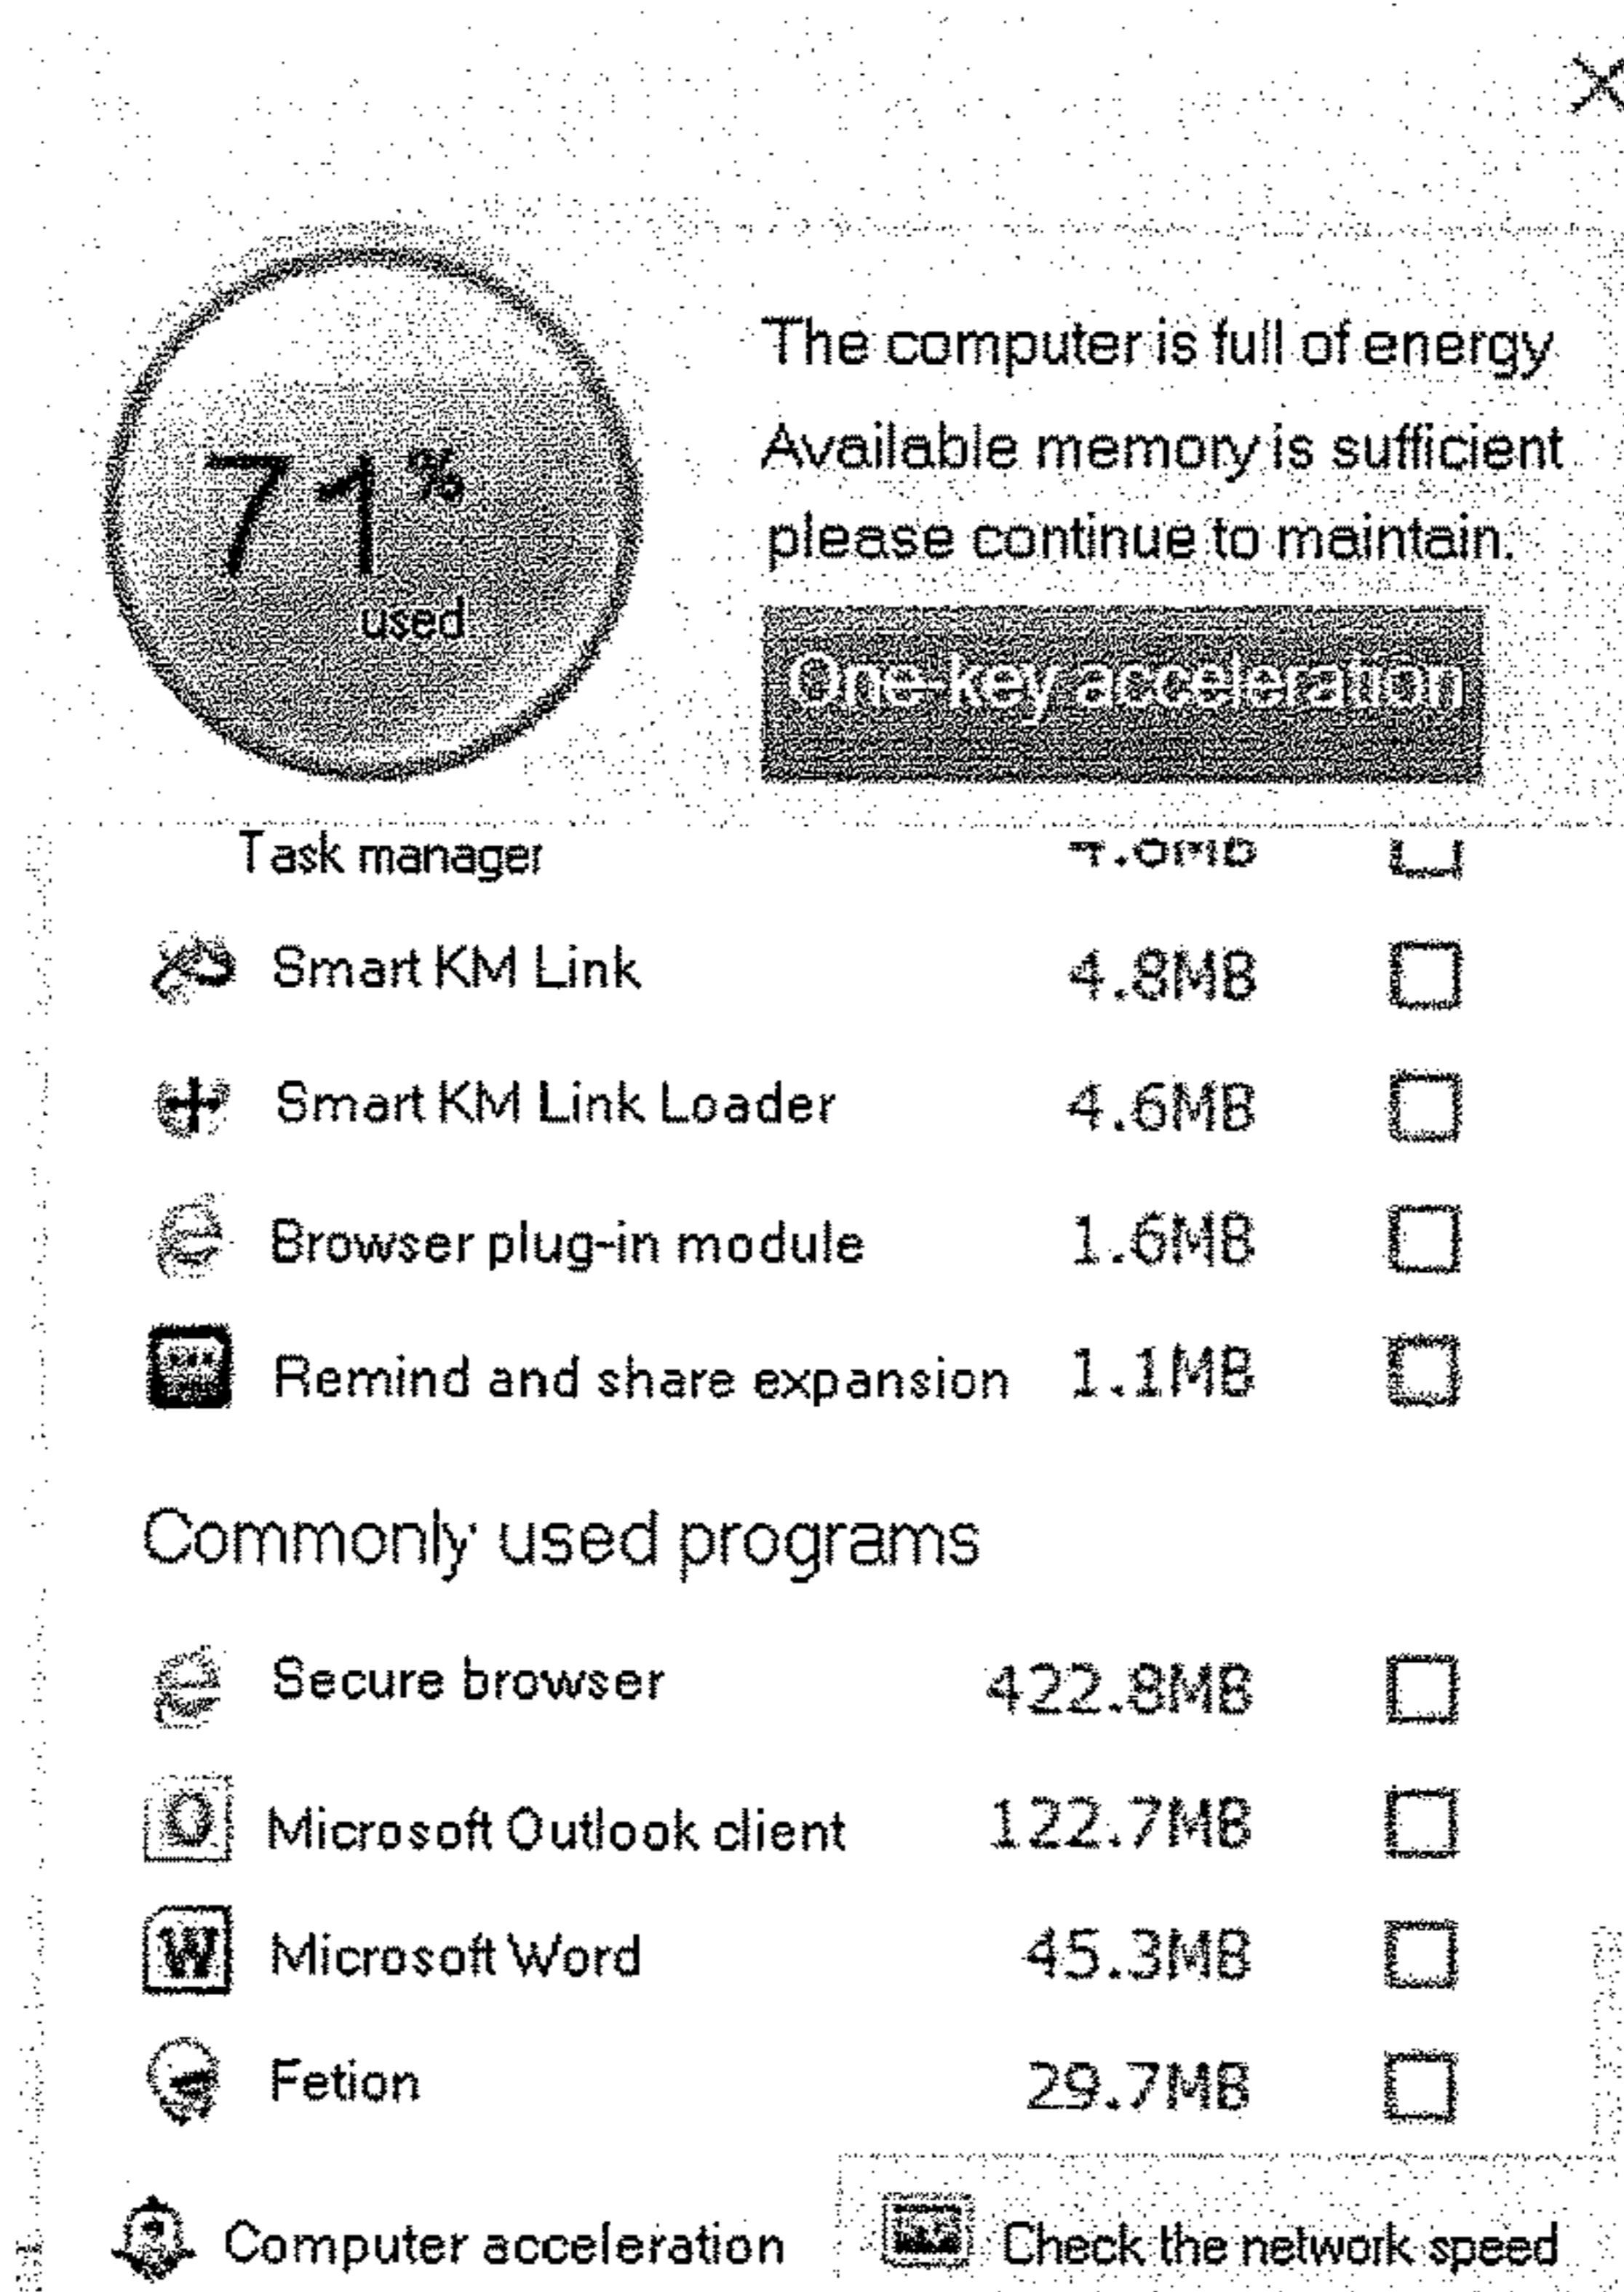 The computer is full of energy
Available memory is sufficient
please continue to maintain.
71%
used
One-key acceleration
Task manager
Smart KM Link 4.8MB
Smart KM Link Loader 4.6MB
Browser plug-in module 1.6MB
Remind and share expansion 1.1MB
Commonly used programs
Secure browser 422.8MB
Microsoft Outlook client 122.7MB
Microsoft Word 45.3MB
Fetion 29.7MB
Computer acceleration
Check the network speed